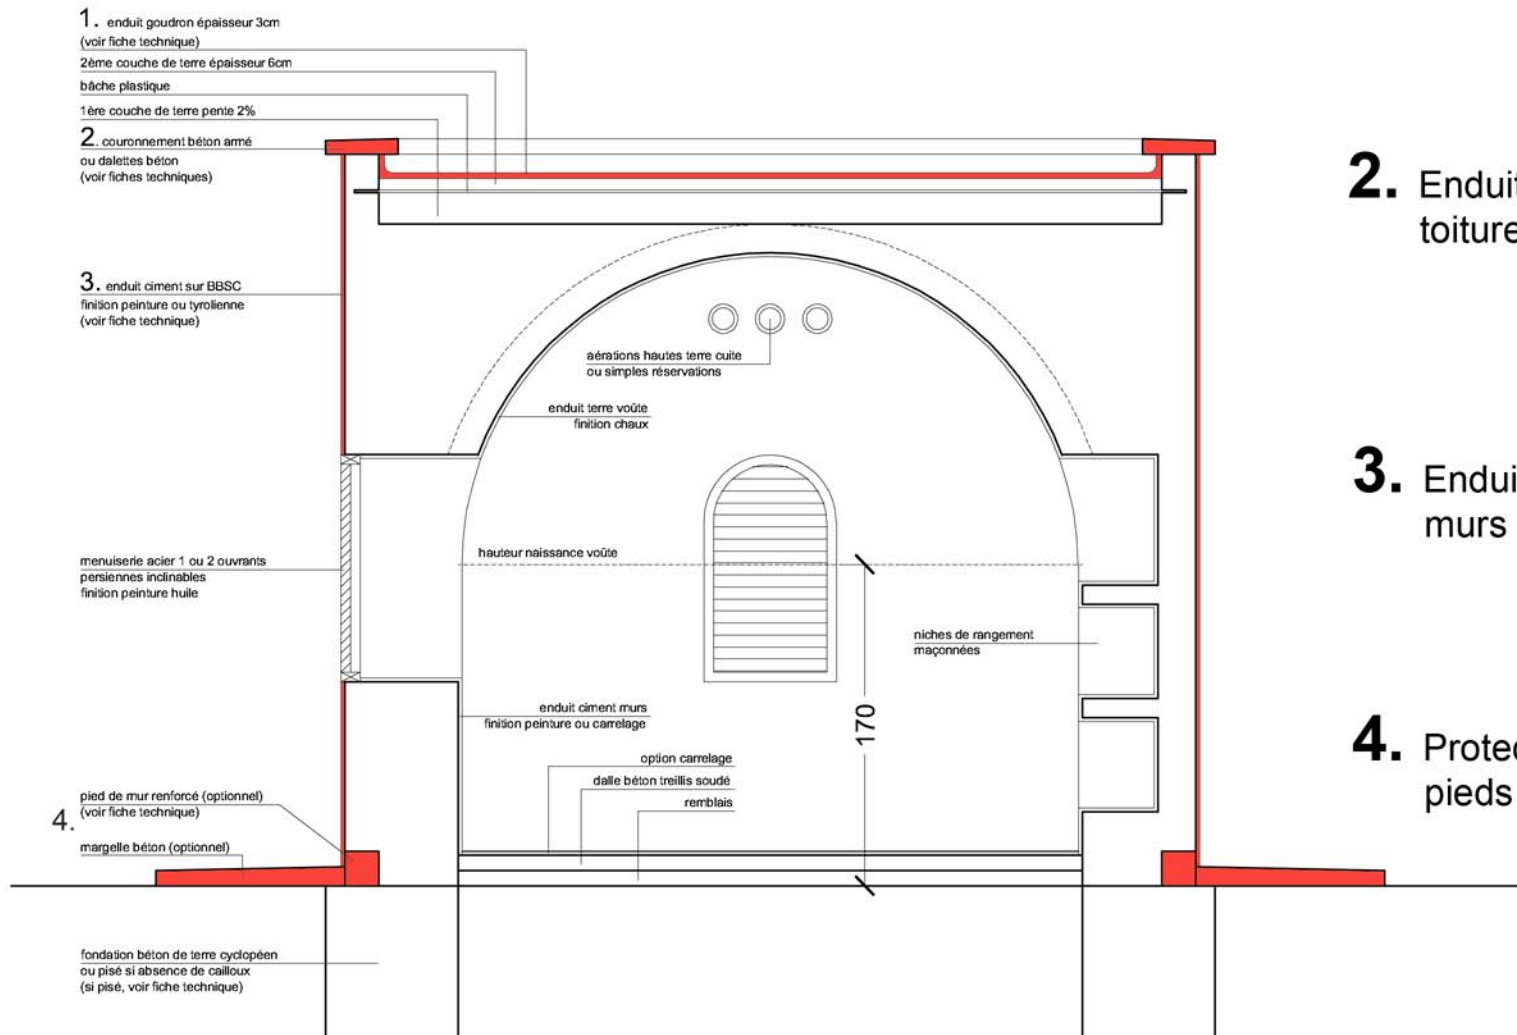 1. enduit goudron épaisseur 3cm
(voir fiche technique)
2ème couche de terre épaisseur 6cm
bâche plastique
1ère couche de terre pente 2%
2. couronnement béton armé
ou dalettes béton
(voir fiches techniques)
3. enduit ciment sur BBSC
finition peinture ou tyrolienne
(voir fiche technique)
aérations hautes terre cuite
ou simples réservations
enduit terre voûte
finition chaux
hauteur naissance voûte
menuiserie acier 1 ou 2 ouvrants
persiennes inclinables
finition peinture huile
niches de rangement
maçonnées
enduit ciment murs
finition peinture ou carrelage
170
option carrelage
dalle béton treillis soudé
remblais
4.
pied de mur renforcé (optionnel)
(voir fiche technique)
margelle béton (optionnel)
fondation béton de terre cyclopéen
ou pisé si absence de cailloux
(si pisé, voir fiche technique)
2. Enduit
toiture
3. Endui
murs
4. Protec
pieds